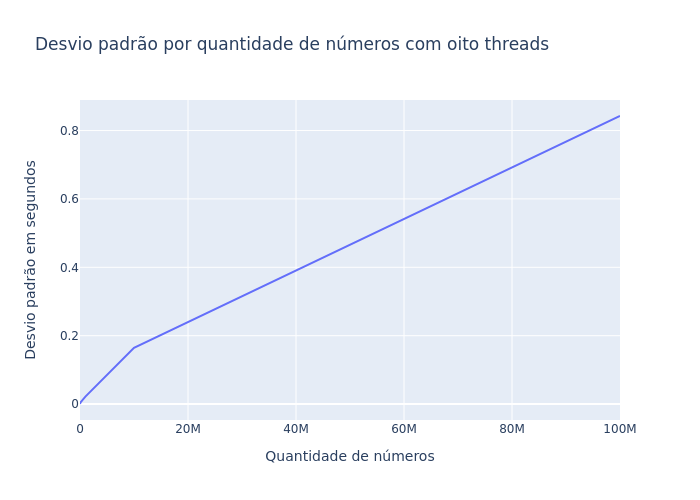 Desvio padrão por quantidade de números com oito threads
Desvio padrão em segundos
0.8
0.6
0.4
0.2
0
0
20M
40M
60M
80M
100M
Quantidade de números